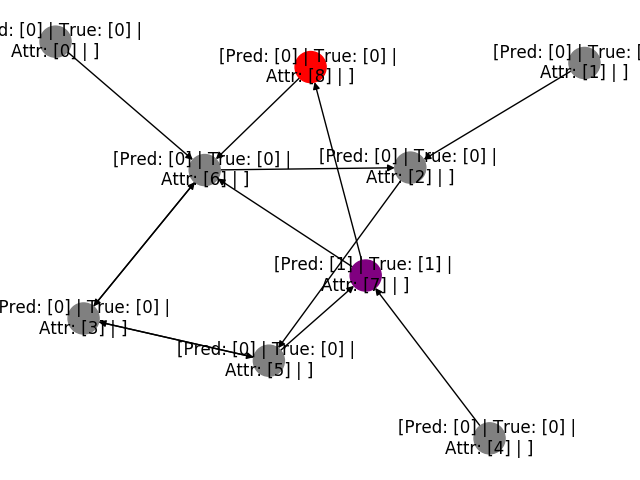 d: [0] | True: [0] |
Attr: [0] | ]
[Pred: [0] | True: [0] |
Attr: [8] | ]
[Pred: [0] | True: [
Attr: [1] | ]
[Pred: [0] | True: [0] |
Attr: [6] | ]
[Pred: [0] | True: [0] |
Attr: [2] | ]
[Pred: [1] | True: [1] |
Attr: [7] | ]
Pred: [0] | True: [0] |
Attr: [3] | ]
[Pred: [0] | True: [0] |
Attr: [5] | ]
[Pred: [0] | True: [0] |
Attr: [4] | ]